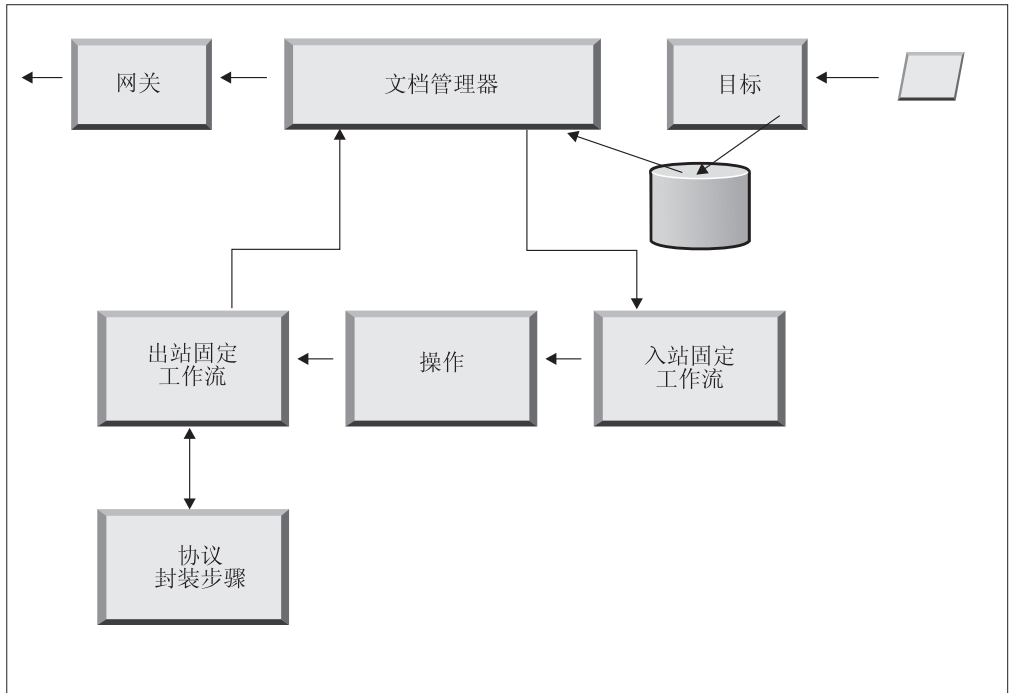 网关
文档管理器
目标
出站固定
工作流
操作
入站固定
工作流
协议
封装步骤